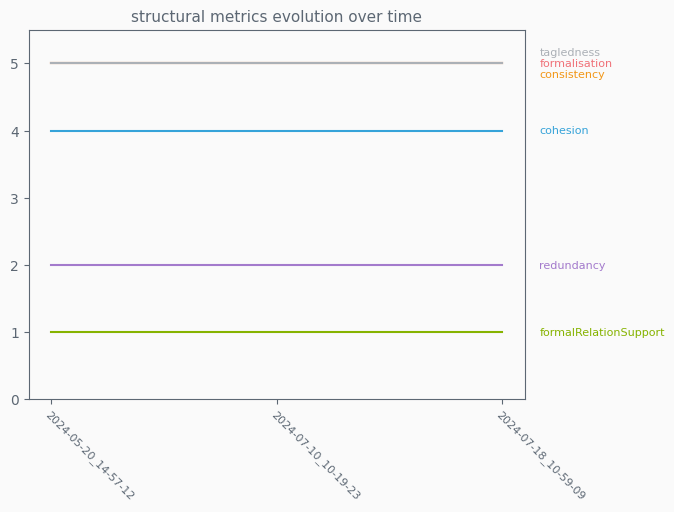 structural metrics evolution over time
5
4
3
2
1
0
tagledness
formalisation
consistency
cohesion
redundancy
formalRelationSupport
2024-05-20_14-57-12
2024-07-10_10-19-23
2024-07-18_10-59-09